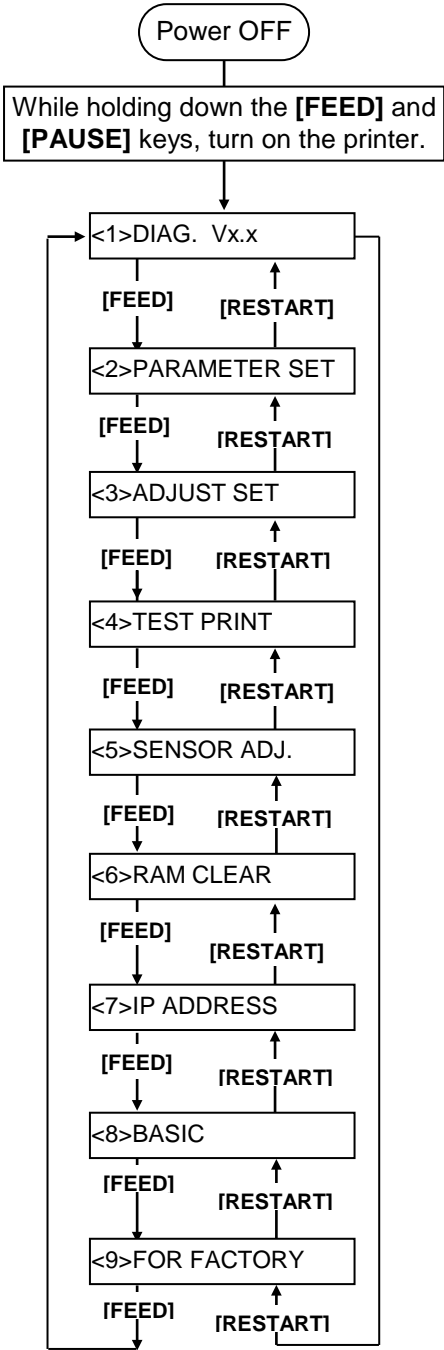 Power OFF
While holding down the [FEED] and
[PAUSE] keys, turn on the printer.
<1>DIAG. Vx.x
[FEED]
[RESTART]
<2>PARAMETER SET
[FEED]
[RESTART]
<3>ADJUST SET
[FEED]
[RESTART]
<4>TEST PRINT
[FEED]
[RESTART]
<5>SENSOR ADJ.
[FEED]
[RESTART]
<6>RAM CLEAR
[FEED]
[RESTART]
<7>IP ADDRESS
[FEED]
[RESTART]
<8>BASIC
[FEED]
[RESTART]
<9>FOR FACTORY
[FEED]
[RESTART]